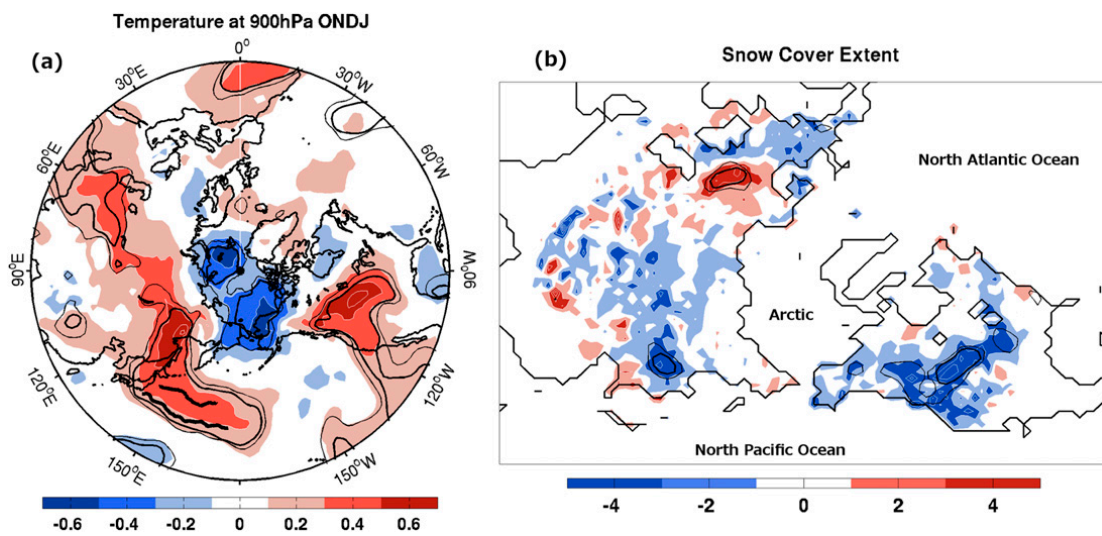 Temperature at 900hPa ONDJ
(a)
0°
30°E
30°W
60°E
60°W
90°E
90°W
120°E
120°W
150°E
150°W
-0.6 -0.4 -0.2 0 0.2 0.4 0.6
Snow Cover Extent
(b)
North Atlantic Ocean
Arctic
North Pacific Ocean
-4 -2 0 2 4